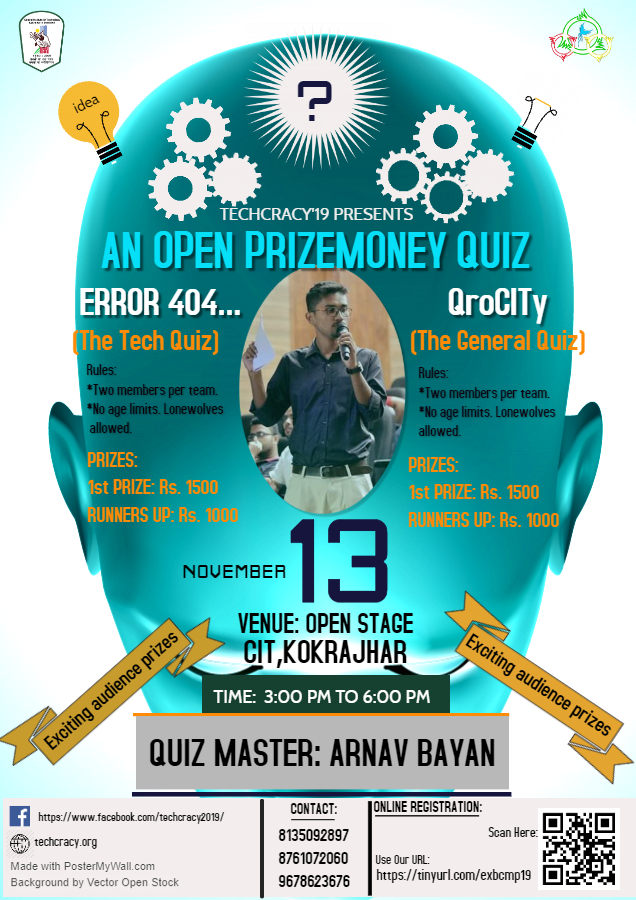 idea
?
TECHCRACY'19 PRESENTS
AN OPEN PRIZEMONEY QUIZ
ERROR 404...
(The Tech Quiz)
Rules:
*Two members per team.
*No age limits. Lonewolves
allowed.
PRIZES:
1st PRIZE: Rs. 1500
RUNNERS UP: Rs. 1000
QroCITy
(The General Quiz)
Rules:
*Two members per team.
*No age limits. Lonewolves
allowed.
PRIZES:
1st PRIZE: Rs. 1500
RUNNERS UP: Rs. 1000
NOVEMBER 13
VENUE: OPEN STAGE
CIT,KOKRAJHAR
Exciting audience prizes
Exciting audience prizes
TIME: 3:00 PM TO 6:00 PM
QUIZ MASTER: ARNAV BAYAN
https://www.facebook.com/techcracy2019/
techcracy.org
Made with PosterMyWall.com
Background by Vector Open Stock
CONTACT:
8135092897
8761072060
9678623676
ONLINE REGISTRATION:
Scan Here:
Use Our URL:
https://tinyurl.com/exbcmp19